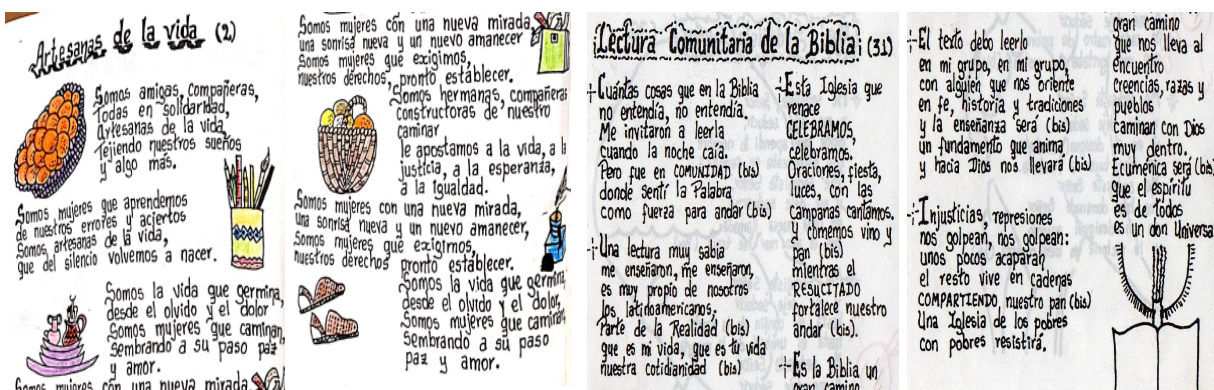 Artesanas de la vida (2)
Somos amigas, compañeras,
Todas en solidaridad,
Artesanas de la vida,
Tejiendo nuestros sueños
y algo más.
Somos mujeres que aprendemos
de nuestros errores y aciertos
Somos artesanas de la vida,
que del silencio volvemos a nacer.
Somos la vida que germina,
desde el olvido y el dolor
Somos mujeres que caminan,
Sembrando a su paso paz
y amor.
Somos mujeres con una nueva mirada
Somos mujeres con una nueva mirada,
una sonrisa nueva y un nuevo amanecer
Somos mujeres que exigimos,
nuestros derechos, pronto establecer.
Somos hermanas, compañeras
constructoras de nuestro
caminar
le apostamos a la vida, a la
justicia, a la esperanza,
a la igualdad.
Somos mujeres con una nueva mirada,
una sonrisa nueva y un nuevo amanecer,
Somos mujeres que exigimos,
nuestros derechos pronto establecer.
Somos la vida que germina,
desde el olvido y el dolor,
Somos mujeres que caminan,
Sembrando a su paso
paz y amor.
Lectura Comunitaria de la Biblia: (31)
Cuántas cosas que en la Biblia
no entendía, no entendía.
Me invitaron a leerla
cuando la noche caía.
Pero fue en COMUNIDAD (bis)
donde sentí la Palabra
como fuerza para andar (bis)
Una lectura muy sabia
me enseñaron, me enseñaron,
es muy propio de nosotros
los latinoamericanos,
Parte de la Realidad (bis)
que es mi vida, que es tu vida
nuestra cotidianidad (bis)
Esta Iglesia que
renace
CELEBRAMOS,
celebramos.
Oraciones, fiesta,
luces, con las
campanas cantamos.
y comemos vino y
pan (bis)
mientras el
RESUCITADO
fortalece nuestro
andar (bis).
Es la Biblia un
gran camino
El texto debo leerlo
en mi grupo, en mi grupo,
con alguien que nos oriente
en fe, historia y tradiciones
y la enseñanza será (bis)
un fundamento que anima
y hacia Dios nos llevará (bis)
Injusticias, represiones
nos golpean, nos golpean:
unos pocos acaparan
el resto vive en cadenas
COMPARTIENDO nuestro pan (bis)
Una Iglesia de los pobres
con pobres resistirá.
gran camino
que nos lleva al
encuentro
creencias, razas y
pueblos
caminan con Dios
muy dentro.
Ecuménica será (bis)
que el espíritu
es de todos
es un don Universa